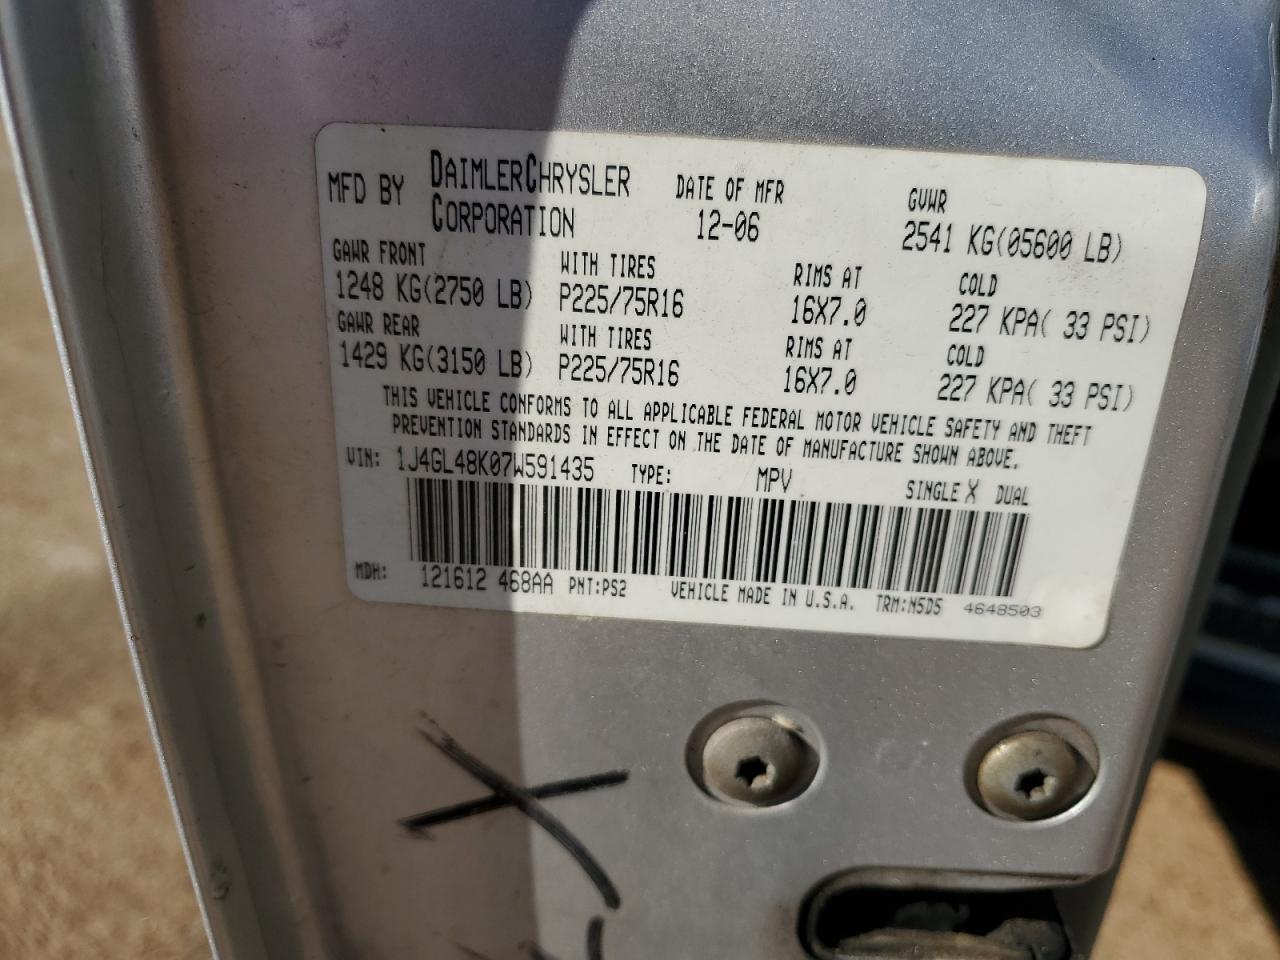 MFD BY DAIMLERCHRYSLER CORPORATION DATE OF MFR 12-06 GVWR 2541 KG(05600 LB)
GAWR FRONT WITH TIRES RIMS AT COLD
1248 KG(2750 LB) P225/75R16 16X7.0 227 KPA( 33 PSI)
GAWR REAR WITH TIRES RIMS AT COLD
1429 KG(3150 LB) P225/75R16 16X7.0 227 KPA( 33 PSI)
THIS VEHICLE CONFORMS TO ALL APPLICABLE FEDERAL MOTOR VEHICLE SAFETY AND THEFT
PREVENTION STANDARDS IN EFFECT ON THE DATE OF MANUFACTURE SHOWN ABOVE.
VIN: 1J4GL48K07W591435 TYPE: MPV SINGLE X DUAL
MDH: 121612 468AA PNT:PS2 VEHICLE MADE IN U.S.A. TRM:N5D5 4648503